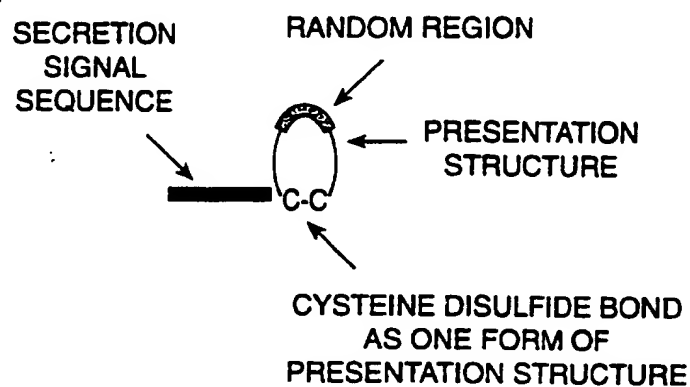 SECRETION
SIGNAL
SEQUENCE
RANDOM REGION
PRESENTATION
STRUCTURE
C-C
CYSTEINE DISULFIDE BOND
AS ONE FORM OF
PRESENTATION STRUCTURE